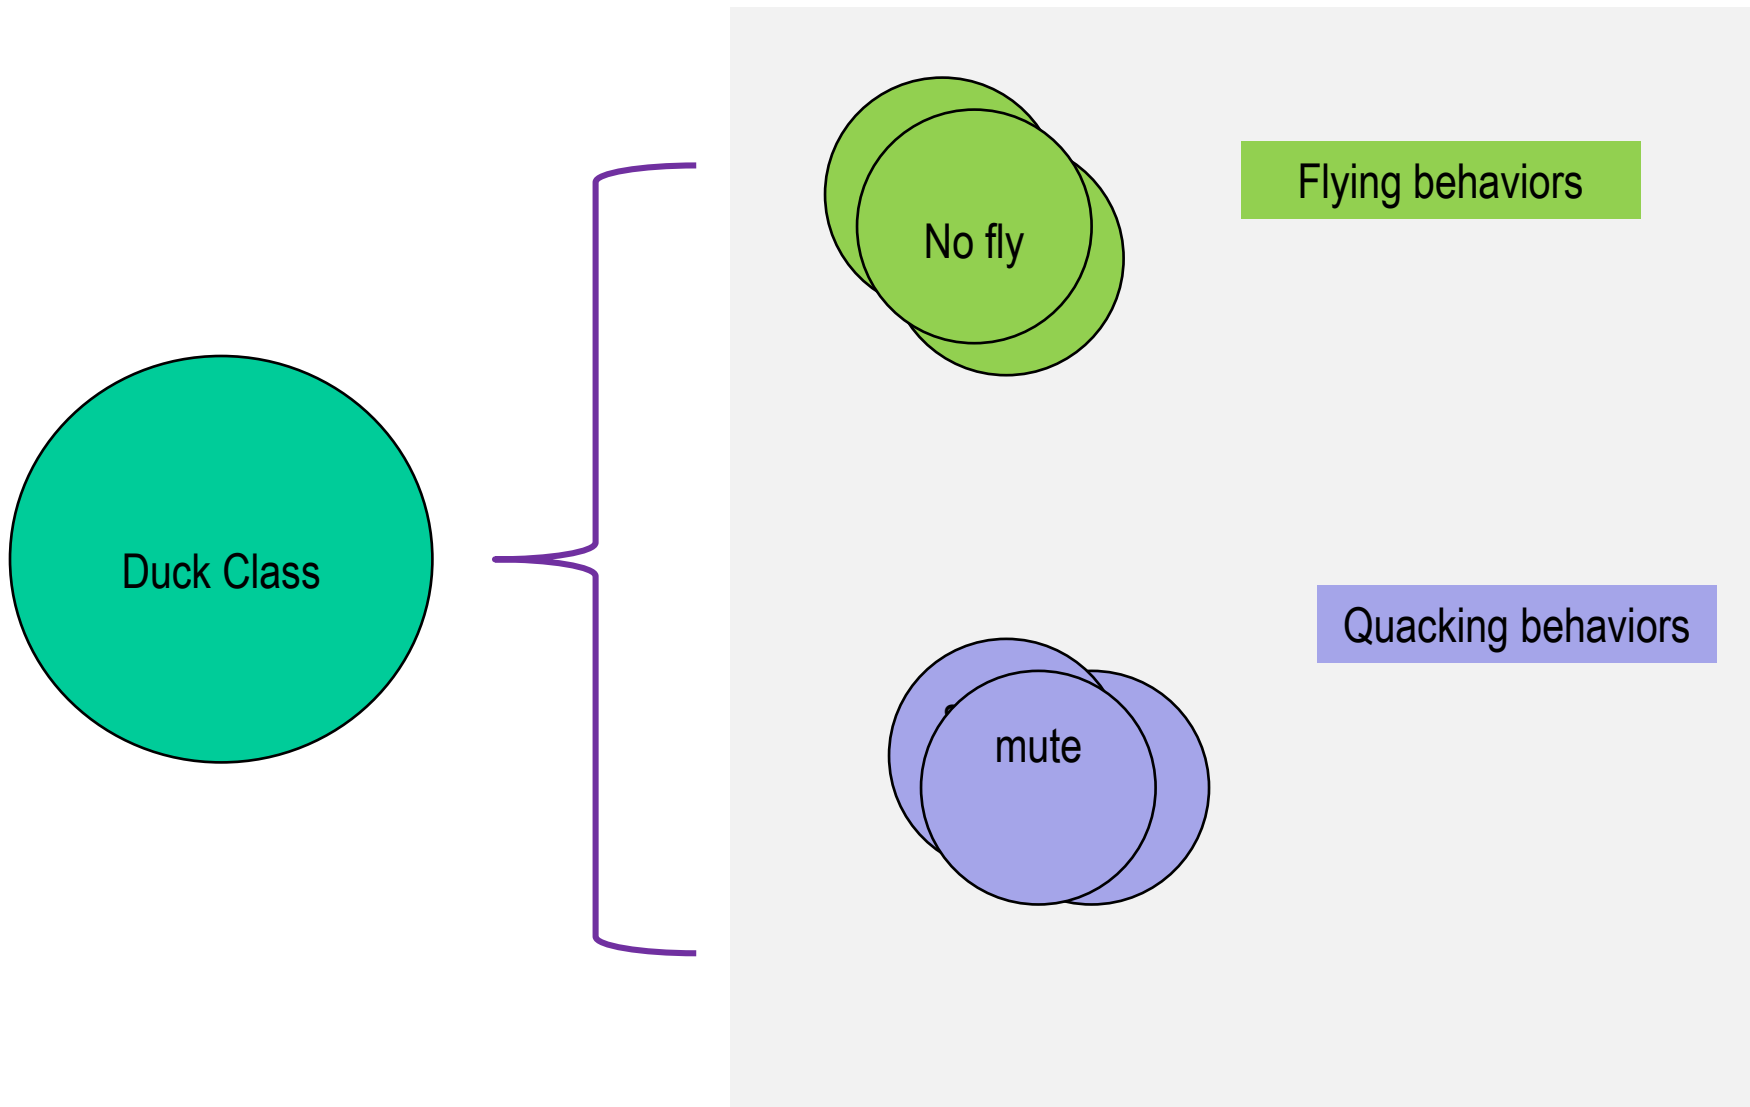 No fly
Flying behaviors
Duck Class
Quacking behaviors
mute